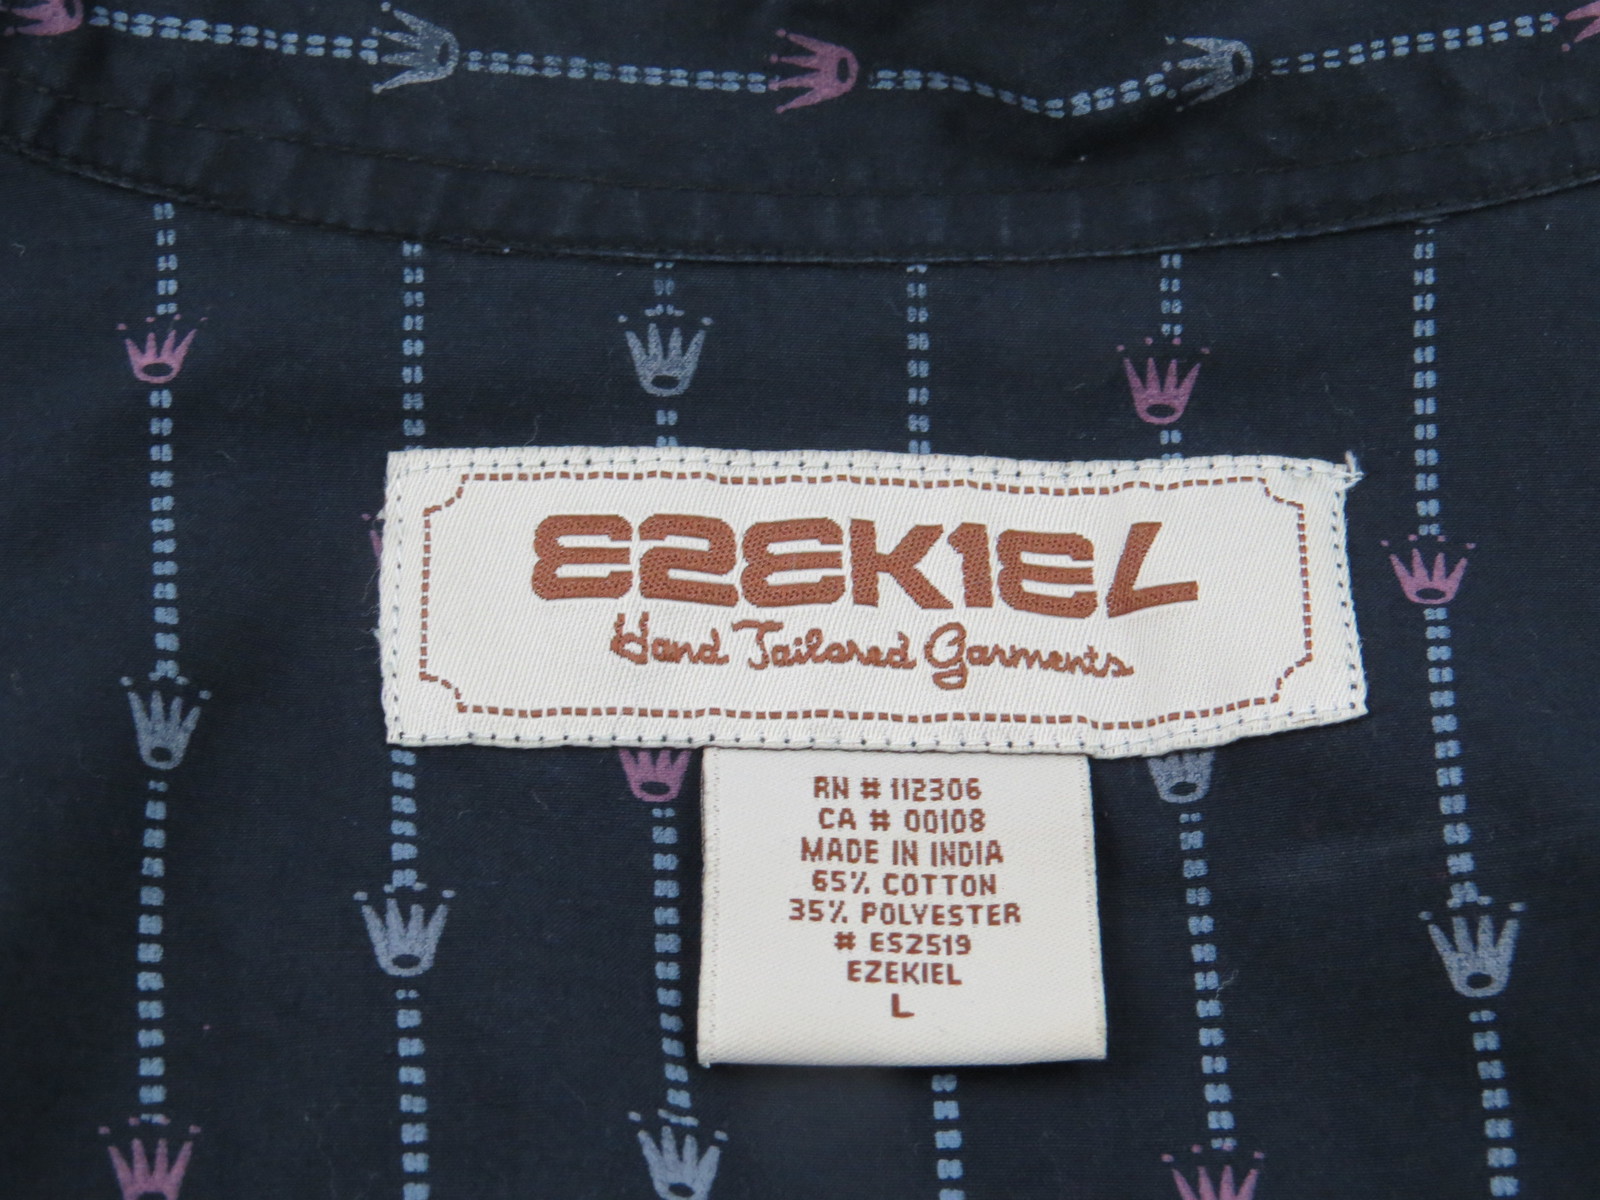 EZEKIEL
Hand Tailored Garments
RN # 112306
CA # 00108
MADE IN INDIA
65% COTTON
35% POLYESTER
# ES2519
EZEKIEL
L